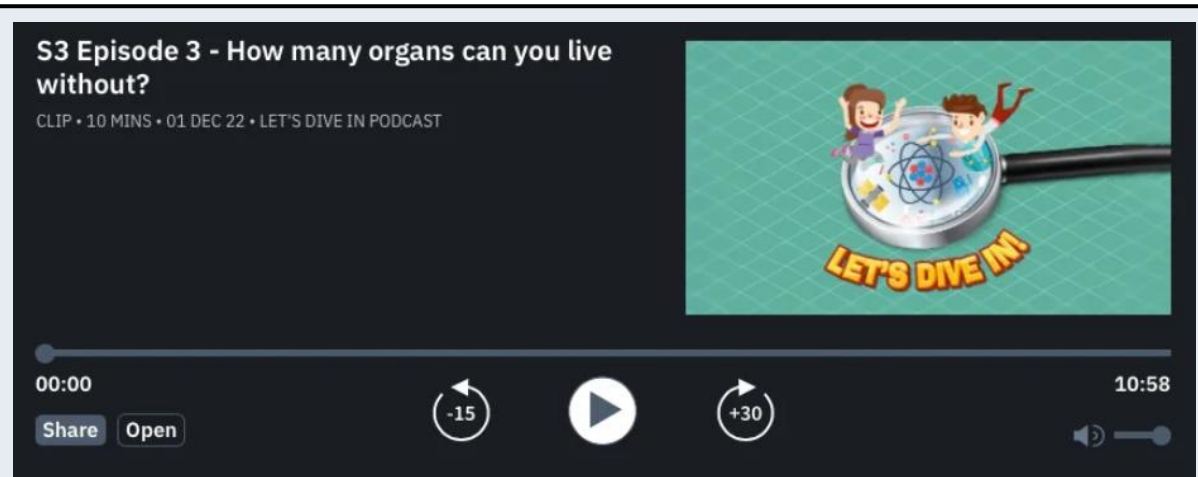 S3 Episode 3 - How many organs can you live
without?
CLIP • 10 MINS • 01 DEC 22 • LET'S DIVE IN PODCAST
LET'S DIVE IN!
00:00
10:58
-15
+30
Share
Open